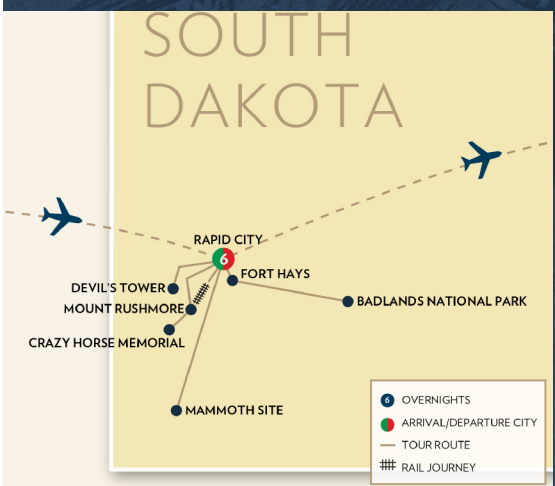 SOUTH
DAKOTA
RAPID CITY
6
FORT HAYS
DEVIL'S TOWER
BADLANDS NATIONAL PARK
MOUNT RUSHMORE
CRAZY HORSE MEMORIAL
MAMMOTH SITE
6 OVERNIGHTS
ARRIVAL/DEPARTURE CITY
TOUR ROUTE
RAIL JOURNEY